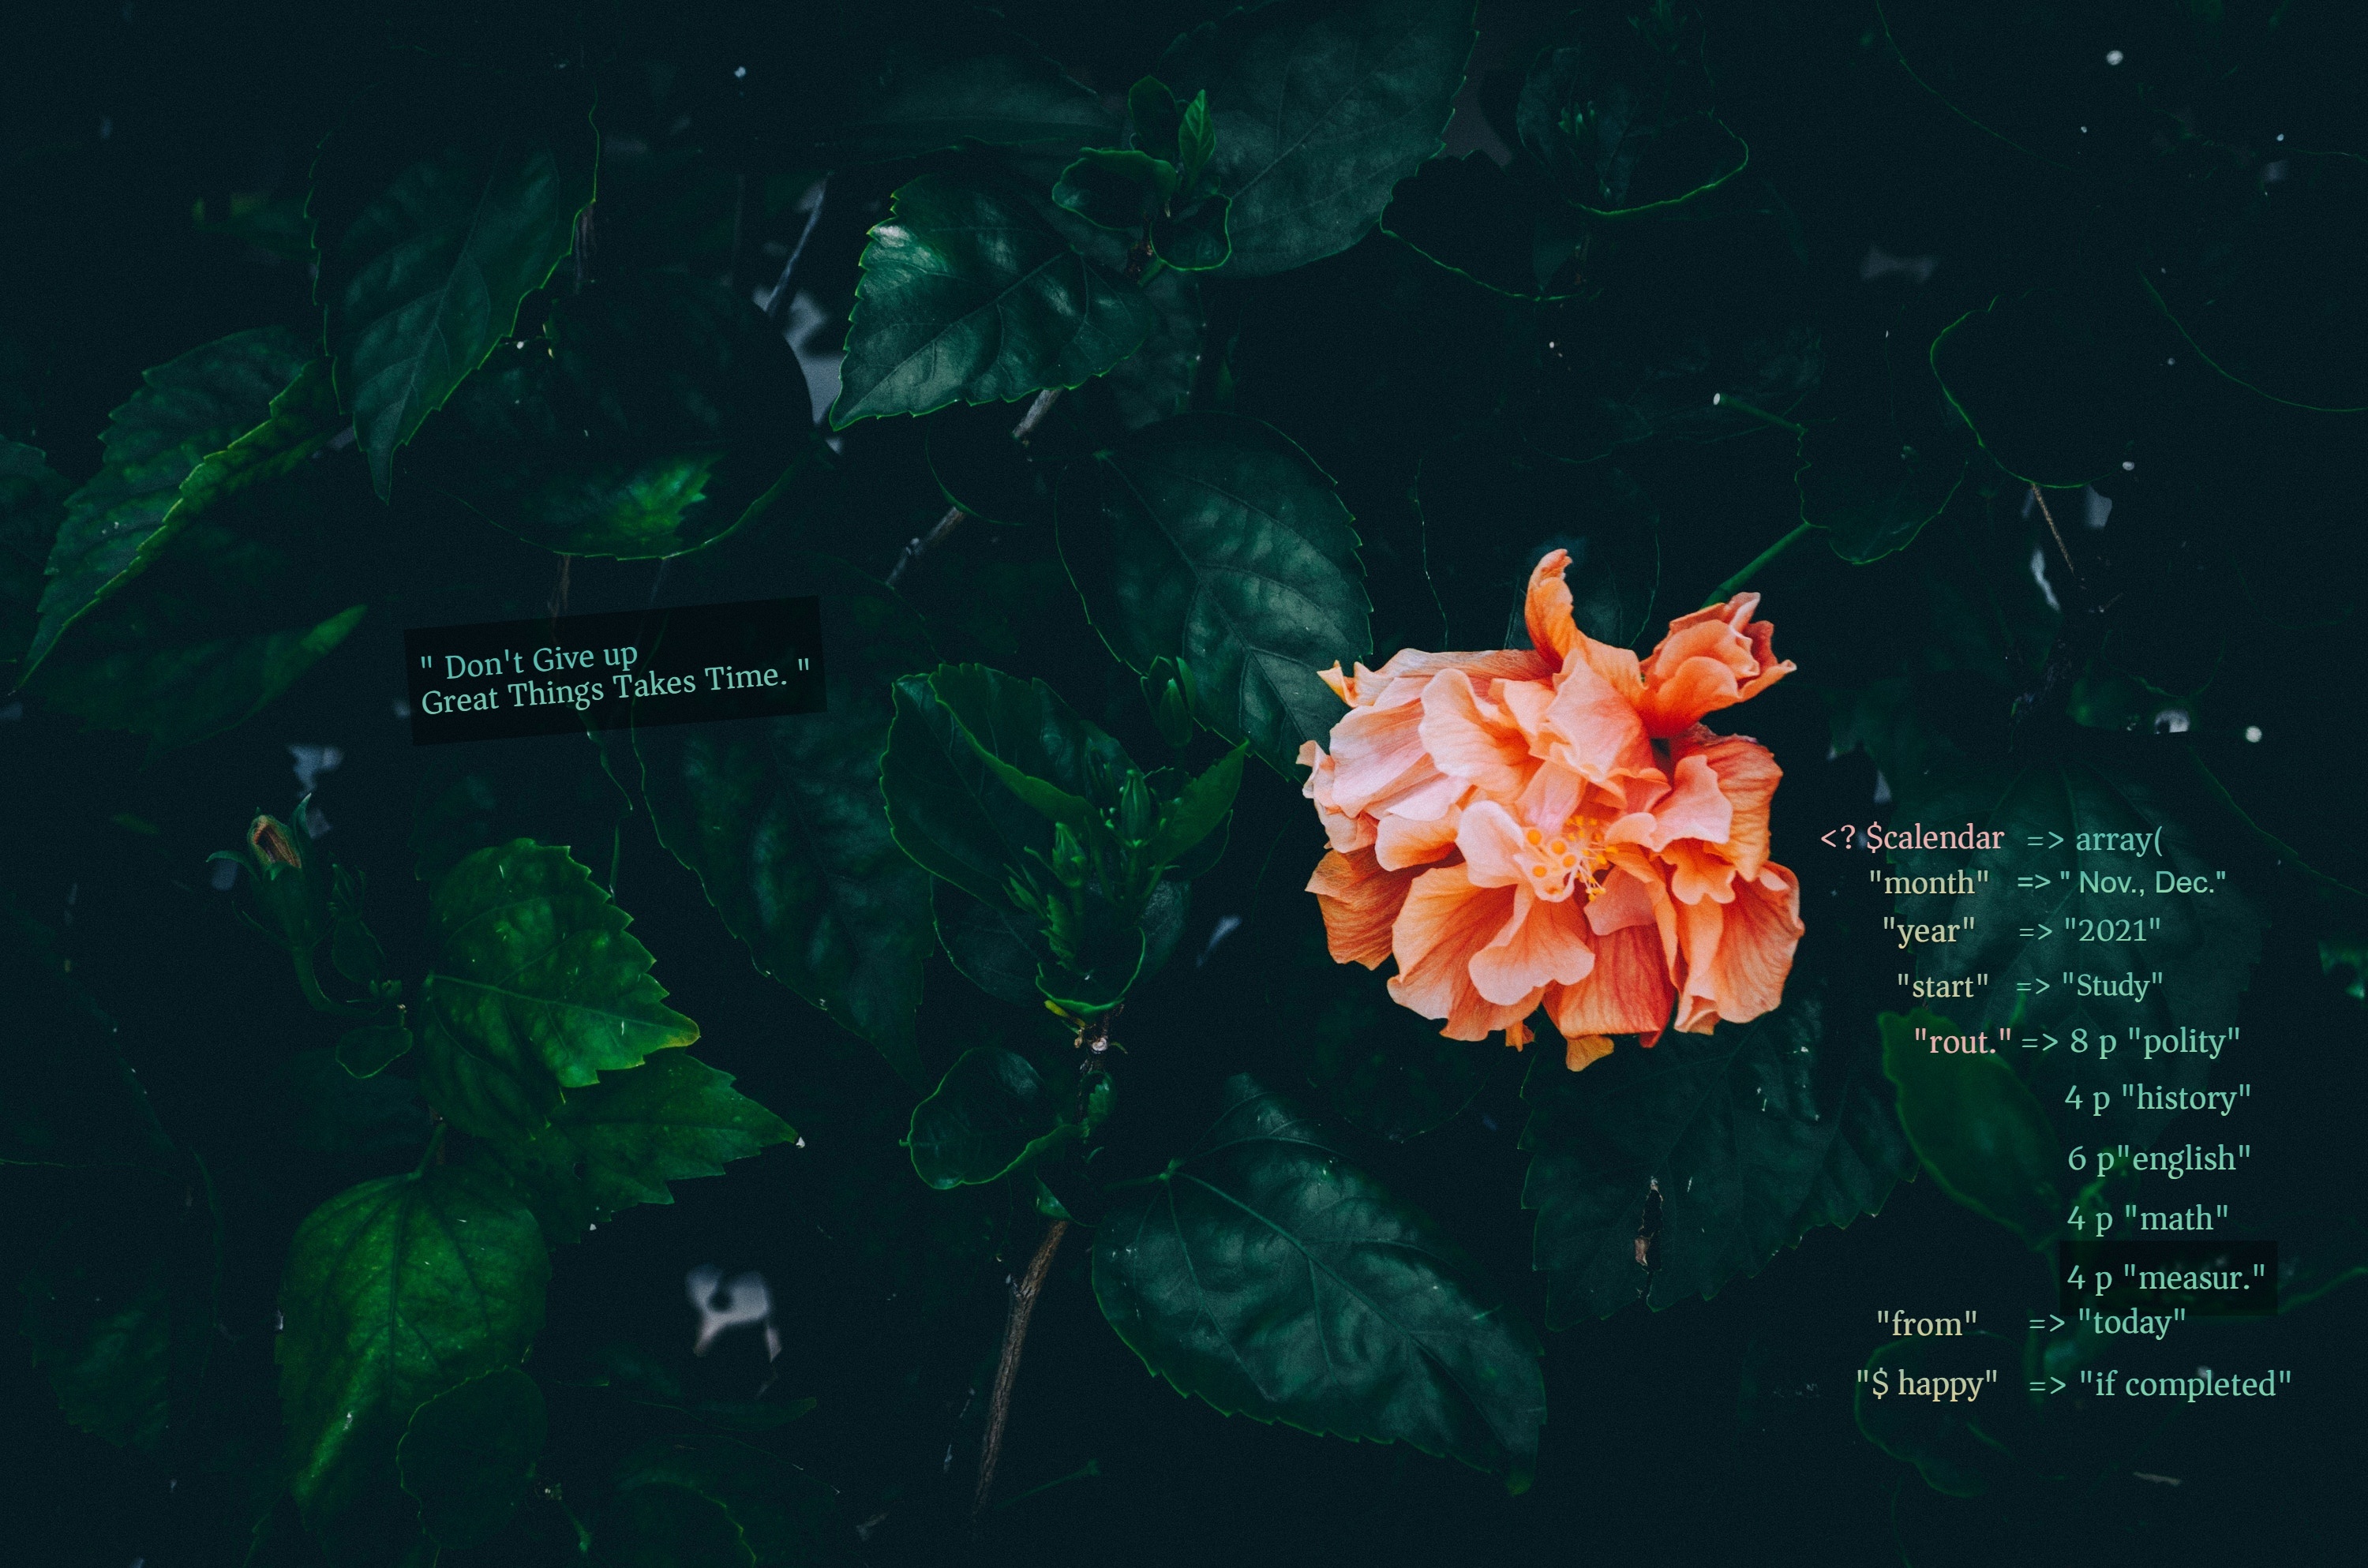 " Don't Give up
Great Things Takes Time. "
<? $calendar => array(
"month" => " Nov., Dec."
"year" => "2021"
"start" => "Study"
"rout." => 8 p "polity"
4 p "history"
6 p"english"
4 p "math"
4 p "measur."
"from" => "today"
"$ happy" => "if completed"